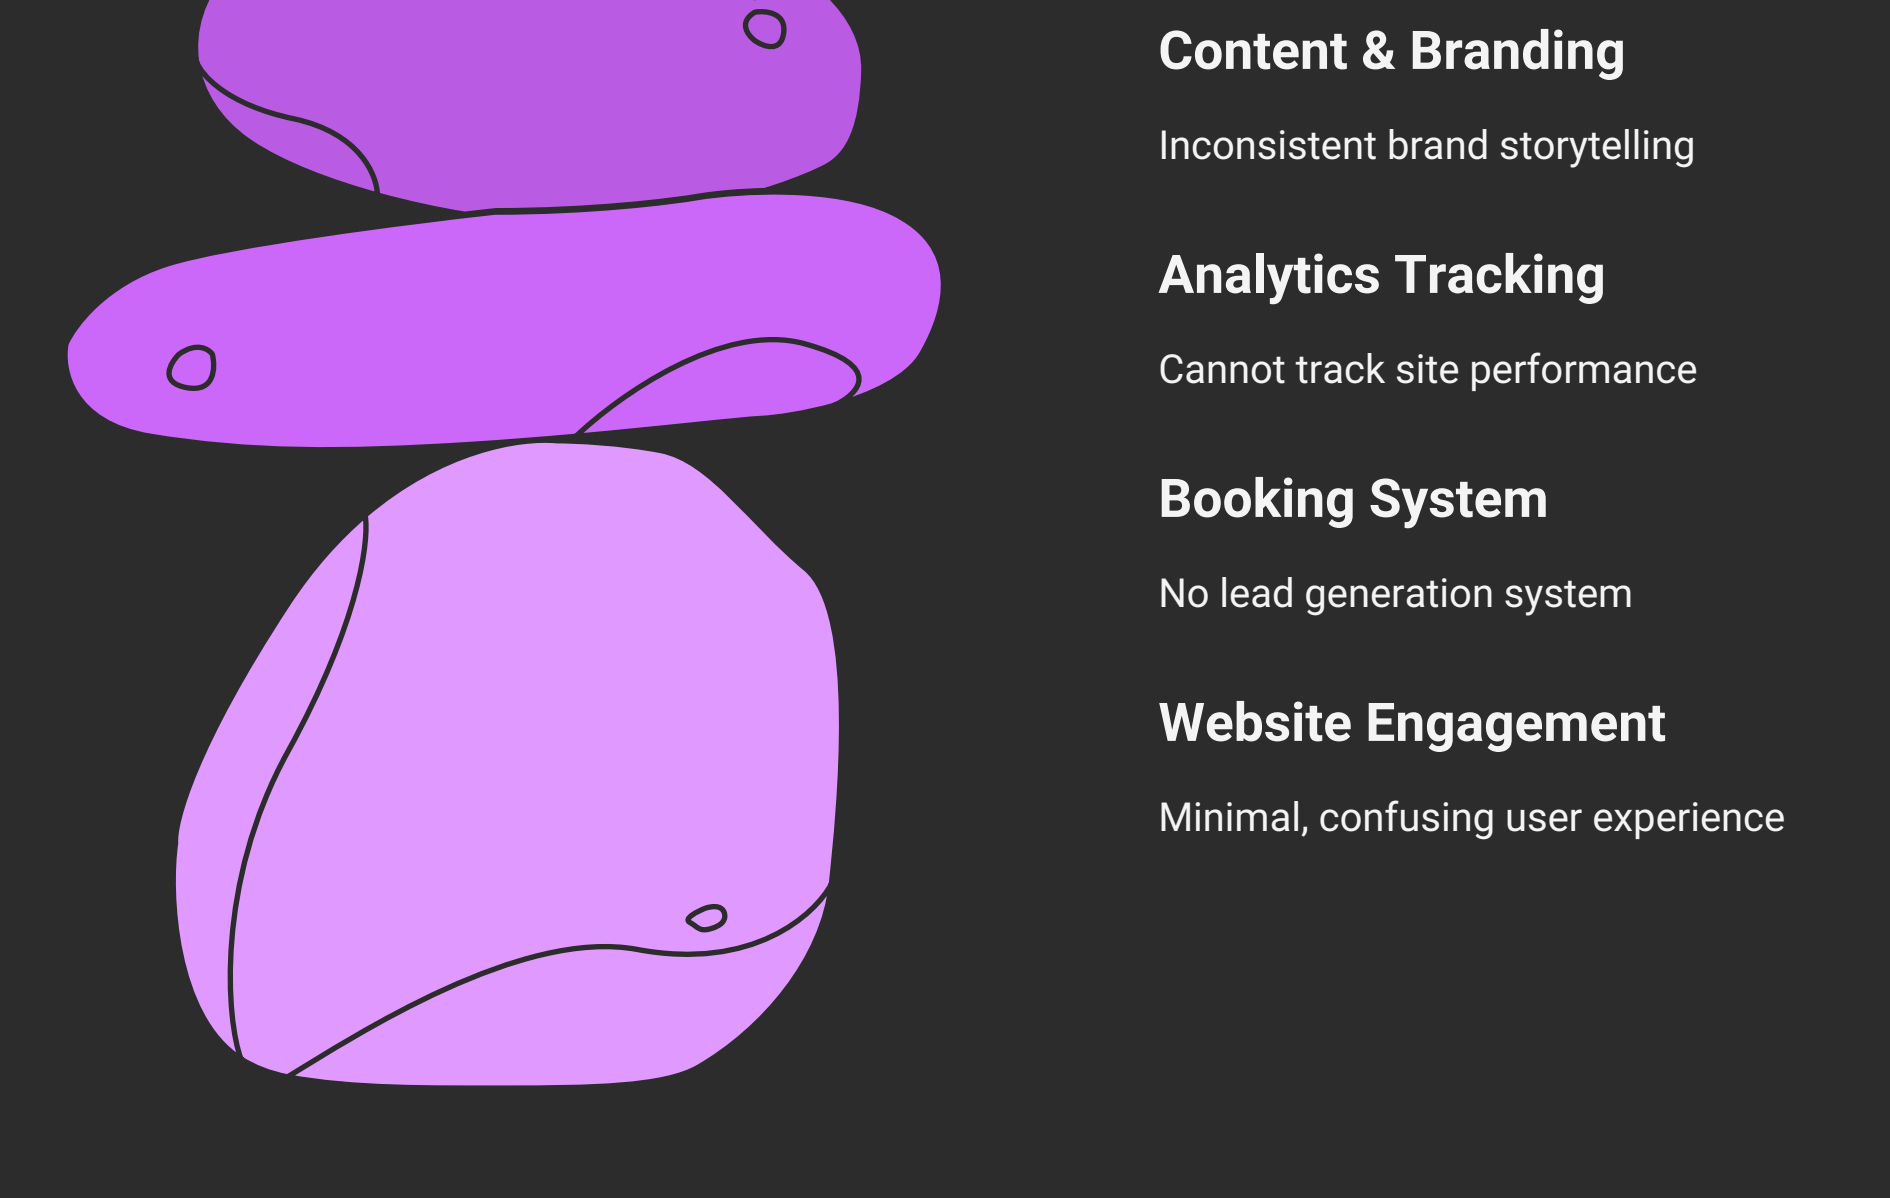 Content & Branding
Inconsistent brand storytelling
Analytics Tracking
Cannot track site performance
Booking System
No lead generation system
Website Engagement
Minimal, confusing user experience